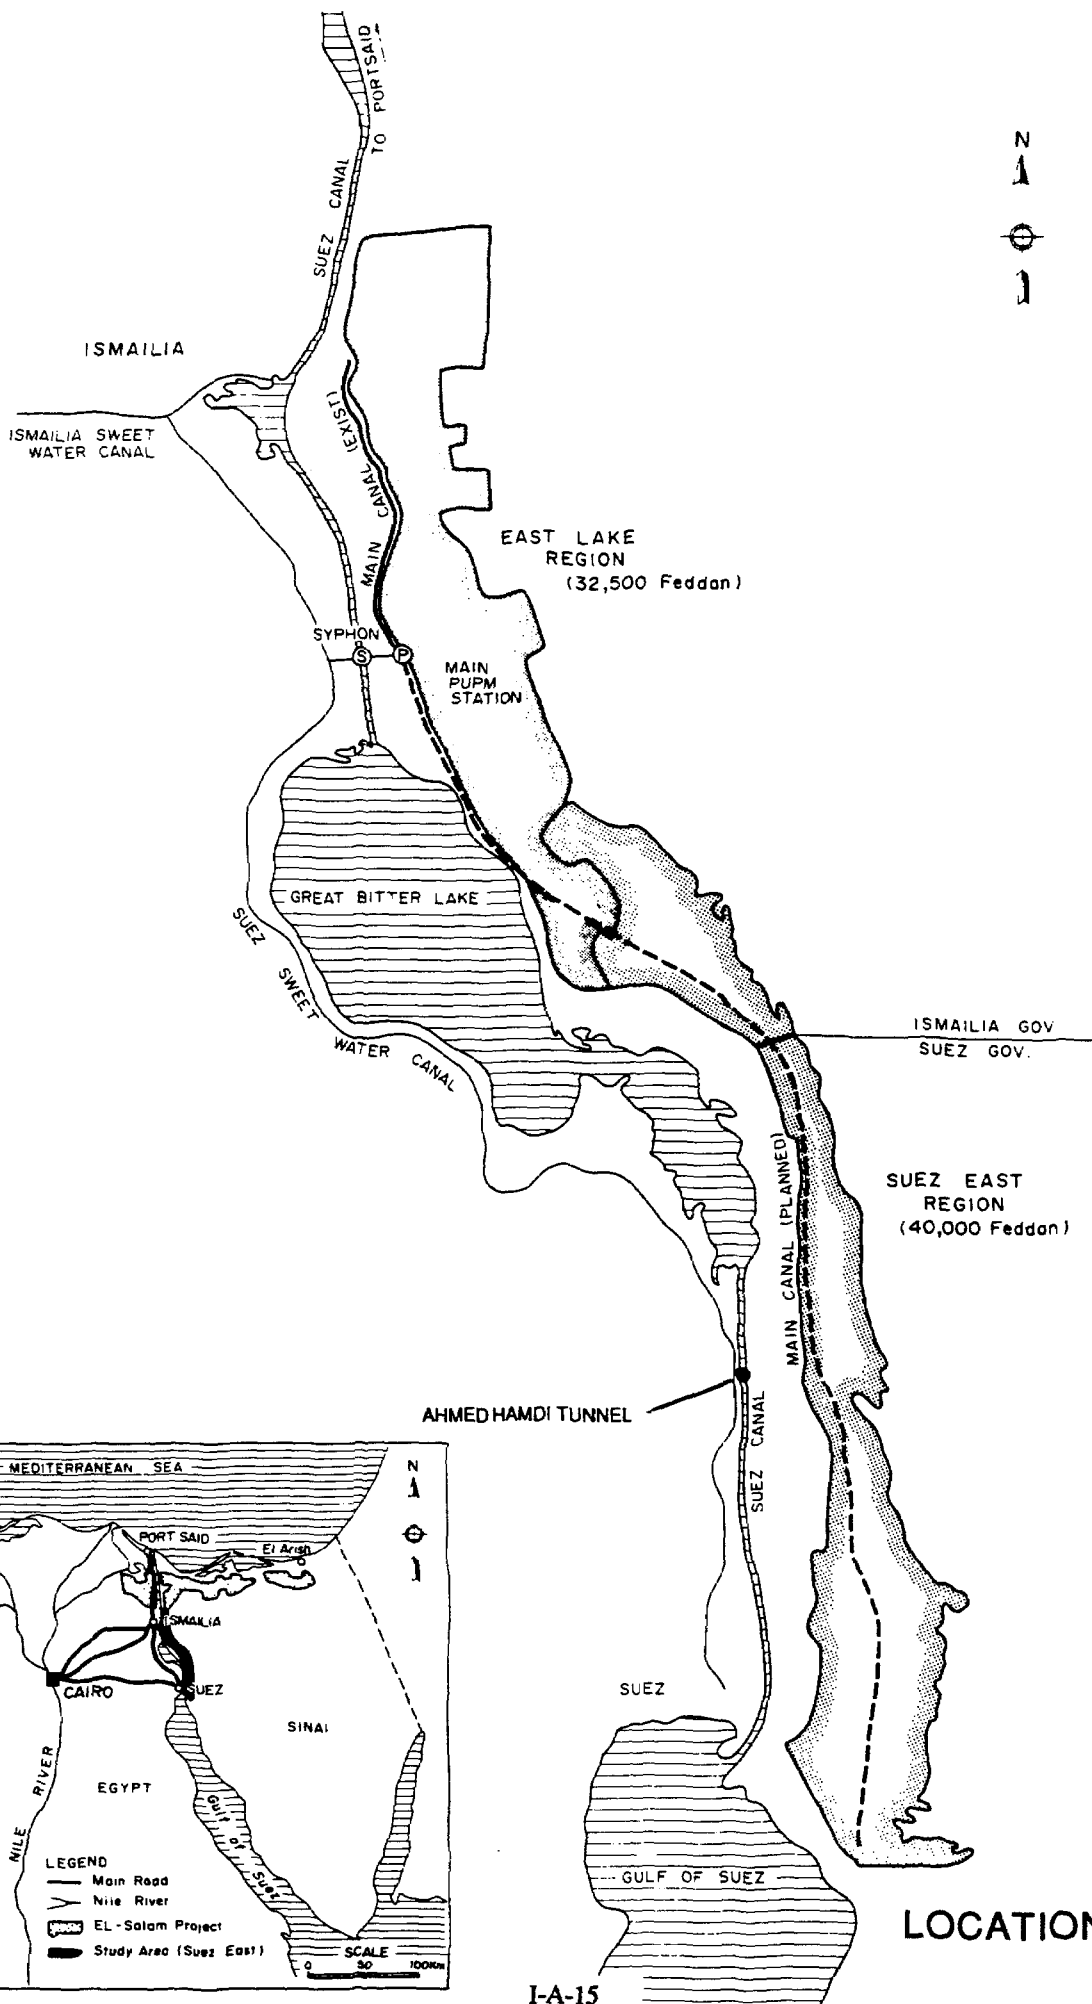 TO PORTSAID
SUEZ CANAL
N
ISMAILIA
ISMAILIA SWEET
WATER CANAL
MAIN CANAL (EXIST)
EAST LAKE
REGION
(32,500 Feddan)
SYPHON
S
P
MAIN
PUPM
STATION
GREAT BITTER LAKE
SUEZ SWEET WATER CANAL
ISMAILIA GOV
SUEZ GOV.
MAIN CANAL (PLANNED)
SUEZ EAST
REGION
(40,000 Feddan)
AHMED HAMDI TUNNEL
SUEZ CANAL
SUEZ
GULF OF SUEZ
LOCATION
MEDITERRANEAN SEA
N
PORT SAID
El Arish
ISMAILIA
CAIRO
SUEZ
SINAI
NILE RIVER
EGYPT
Gulf of Suez
LEGEND
Main Road
Nile River
EL-Salam Project
Study Area (Suez East)
SCALE
0 50 100Km
I-A-15